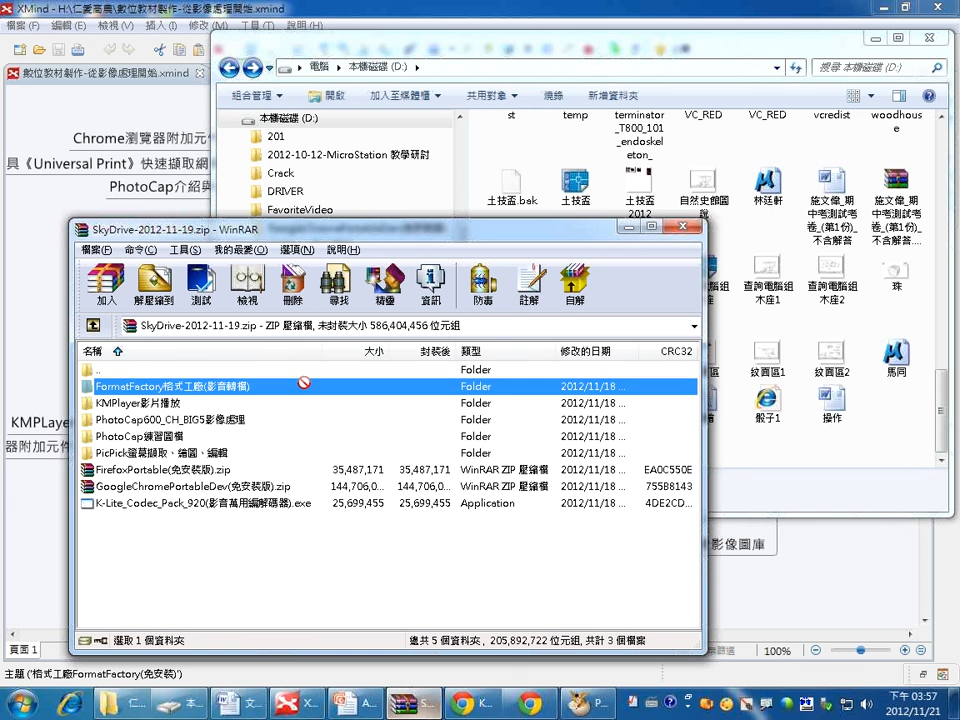 XMind - H:\仁愛高農\數位教材製作-從影像處理開始.xmind
檔案(F) 編輯(E) 檢視(V) 插入(I) 修改(M) 工具(T) 說明(H)
數位教材製作-從影像處理開始.xmind
Chrome瀏覽器附加元件
具《Universal Print》快速擷取網
PhotoCap介紹與
KMPlaye
器附加元件
影像圖庫
電腦 本機磁碟 (D:)
搜尋 本機磁碟 (D:)
組合管理 開啟 加入至媒體櫃 共用對象 燒錄 新增資料夾
本機磁碟 (D:)
201
2012-10-12-MicroStation 教學研討
Crack
DRIVER
FavoriteVideo
st temp terminator_T800_101_endoskeleton_ VC_RED VC_RED vcredist woodhouse
土技盃.bak 土技盃 土技盃2012 自然史館圖說 林廷軒 施文偉_期中考測試考卷_(第1份)_不含解答 施文偉_期中考測試考卷_(第1份)_不含解答....
查詢電腦組木座1 查詢電腦組木座2 珠
紋面區1 紋面區2 馬同
骰子1 操作
SkyDrive-2012-11-19.zip - WinRAR
檔案(F) 命令(C) 工具(S) 我的最愛(O) 選項(N) 說明(H)
加入 解壓縮到 測試 檢視 刪除 尋找 精靈 資訊 防毒 註解 自解
SkyDrive-2012-11-19.zip - ZIP 壓縮檔, 未封裝大小 586,404,456 位元組
名稱 大小 封裝後 類型 修改的日期 CRC32
.. Folder
FormatFactory格式工廠(影音轉檔) Folder 2012/11/18 ...
KMPlayer影片播放 Folder 2012/11/18 ...
PhotoCap600_CH_BIG5影像處理 Folder 2012/11/18 ...
PhotoCap練習圖檔 Folder 2012/11/18 ...
PicPick螢幕擷取、繪圖、編輯 Folder 2012/11/18 ...
FirefoxPortable(免安裝版).zip 35,487,171 35,487,171 WinRAR ZIP 壓縮檔 2012/11/18 ... EA0C550E
GoogleChromePortableDev(免安裝版).zip 144,706,0... 144,706,0... WinRAR ZIP 壓縮檔 2012/11/18 ... 755B8143
K-Lite_Codec_Pack_920(影音萬用編解碼器).exe 25,699,455 25,699,455 Application 2012/11/18 ... 4DE2CD...
選取 1 個資料夾
總共 5 個資料夾, 205,892,722 位元組, 共計 3 個檔案
頁面 1
100%
主題 ('格式工廠FormatFactory(免安裝)')
仁... 本... 文... X... A... S... K... P...
下午 03:57
2012/11/21